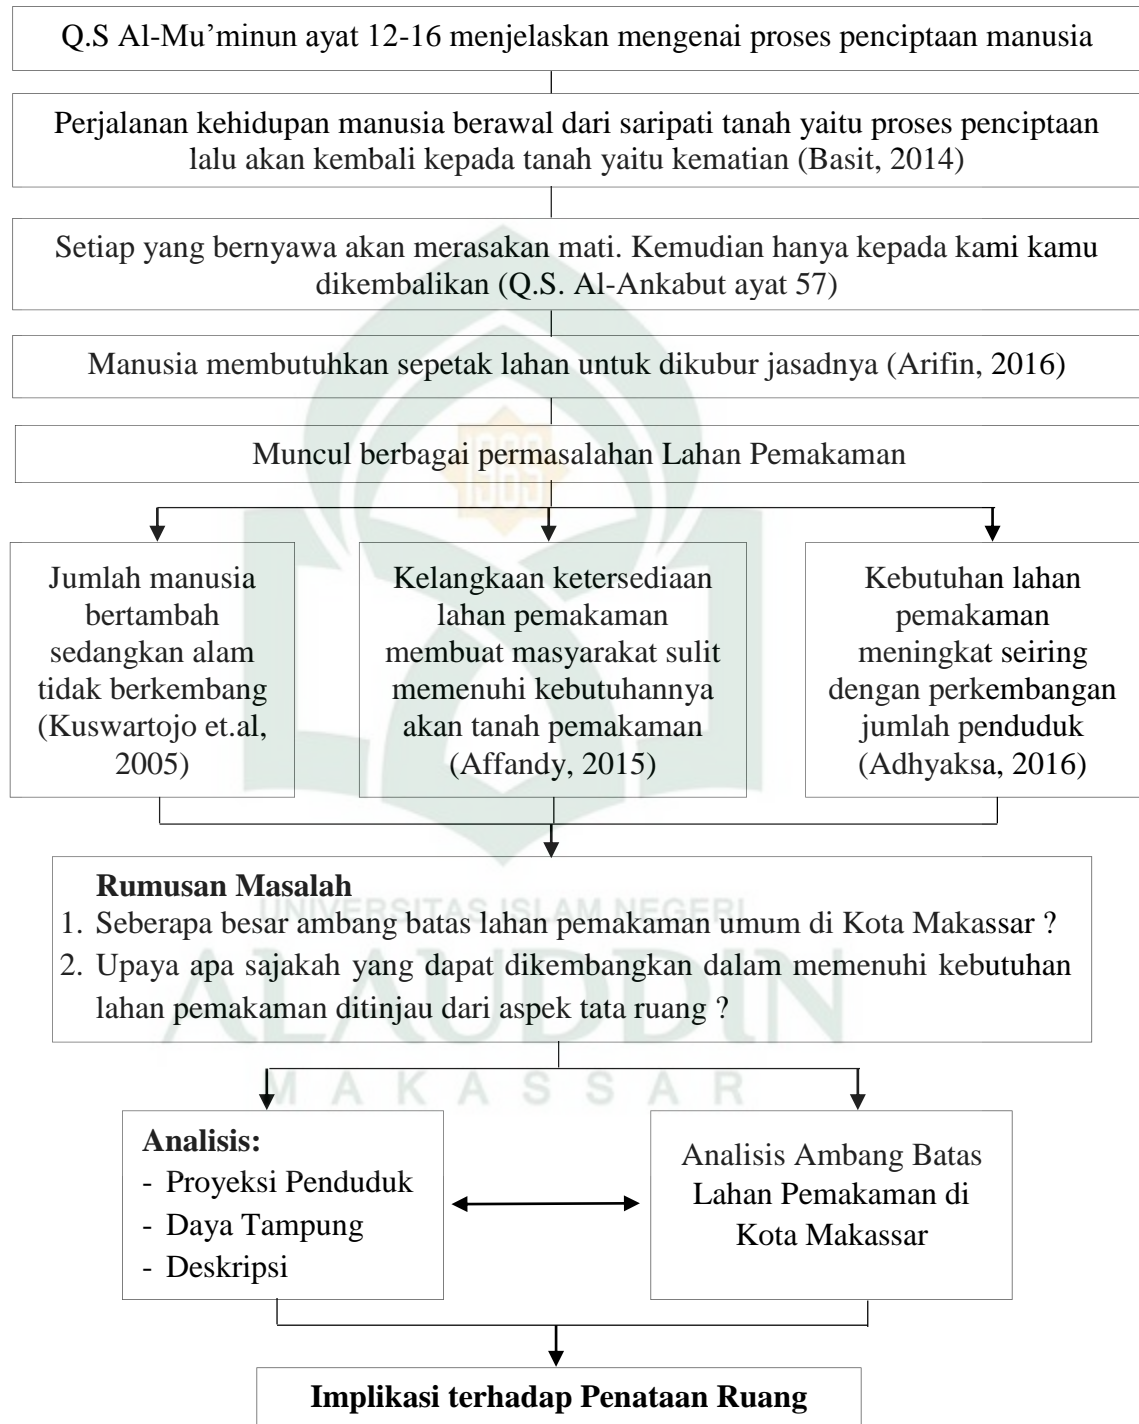 Q.S Al-Mu’minun ayat 12-16 menjelaskan mengenai proses penciptaan manusia
Perjalanan kehidupan manusia berawal dari saripati tanah yaitu proses penciptaan
lalu akan kembali kepada tanah yaitu kematian (Basit, 2014)
Setiap yang bernyawa akan merasakan mati. Kemudian hanya kepada kami kamu
dikembalikan (Q.S. Al-Ankabut ayat 57)
Manusia membutuhkan sepetak lahan untuk dikubur jasadnya (Arifin, 2016)
Muncul berbagai permasalahan Lahan Pemakaman
1965
Jumlah manusia
bertambah
sedangkan alam
tidak berkembang
(Kuswartojo et.al,
2005)
Kelangkaan ketersediaan
lahan pemakaman
membuat masyarakat sulit
memenuhi kebutuhannya
akan tanah pemakaman
(Affandy, 2015)
Kebutuhan lahan
pemakaman
meningkat seiring
dengan perkembangan
jumlah penduduk
(Adhyaksa, 2016)
Rumusan Masalah
1. Seberapa besar ambang batas lahan pemakaman umum di Kota Makassar ?
2. Upaya apa sajakah yang dapat dikembangkan dalam memenuhi kebutuhan
lahan pemakaman ditinjau dari aspek tata ruang ?
UNIVERSITAS ISLAM NEGERI
ALAUDDIN
MAKASSAR
Analisis:
- Proyeksi Penduduk
- Daya Tampung
- Deskripsi
Analisis Ambang Batas
Lahan Pemakaman di
Kota Makassar
Implikasi terhadap Penataan Ruang